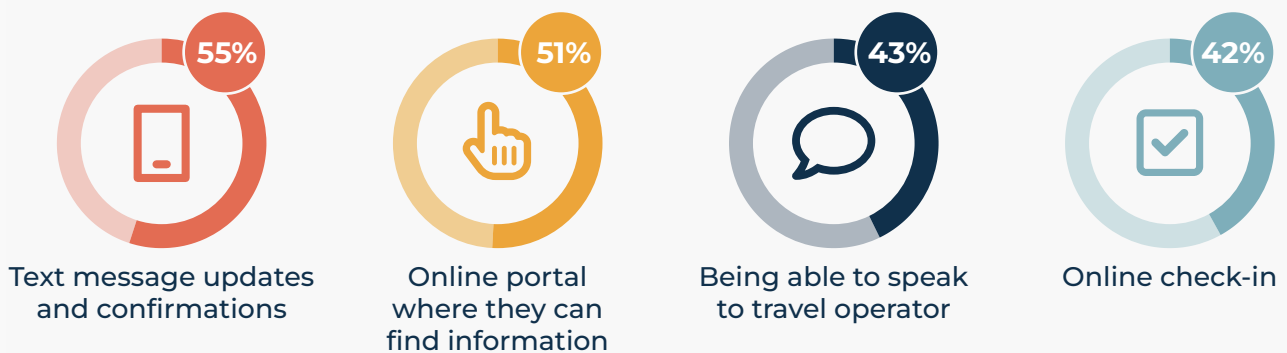 55%
51%
43%
42%
Text message updates
and confirmations
Online portal
where they can
find information
Being able to speak
to travel operator
Online check-in